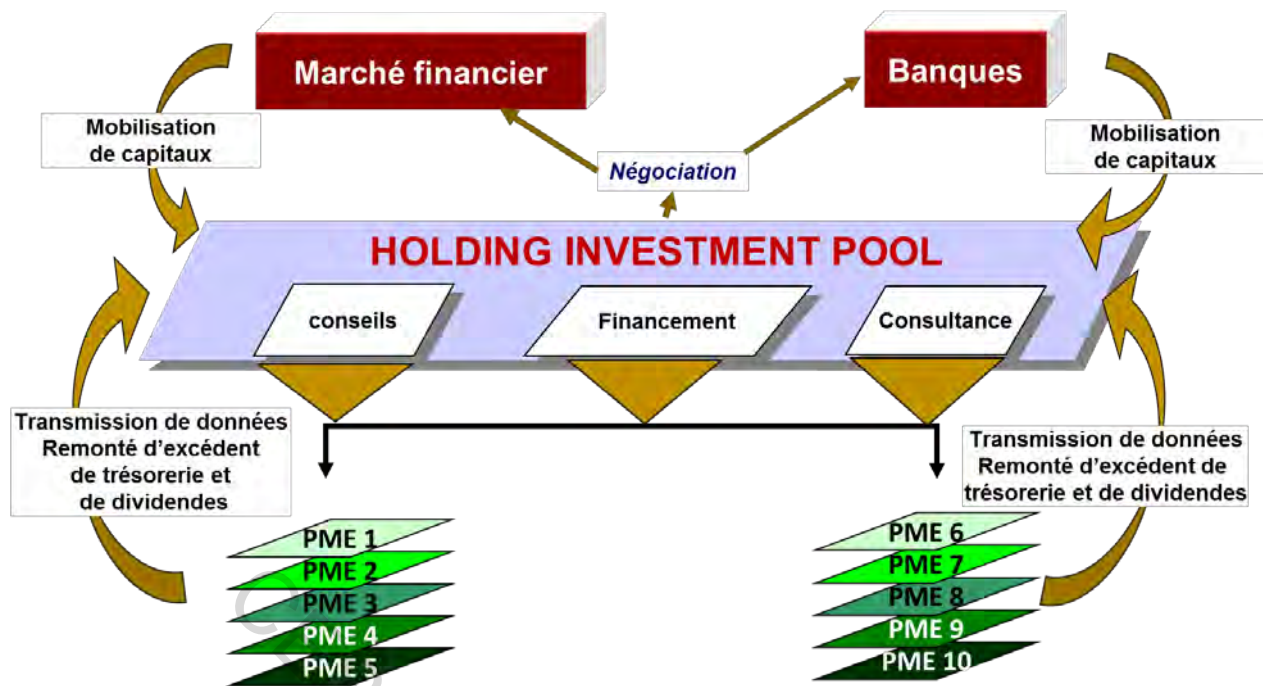 Marché financier
Banques
Mobilisation
de capitaux
Mobilisation
de capitaux
Négociation
HOLDING INVESTMENT POOL
conseils
Financement
Consultance
Transmission de données
Remonté d'excédent
de trésorerie et
de dividendes
Transmission de données
Remonté d'excédent de
trésorerie et de dividendes
PME 1
PME 2
PME 3
PME 4
PME 5
PME 6
PME 7
PME 8
PME 9
PME 10